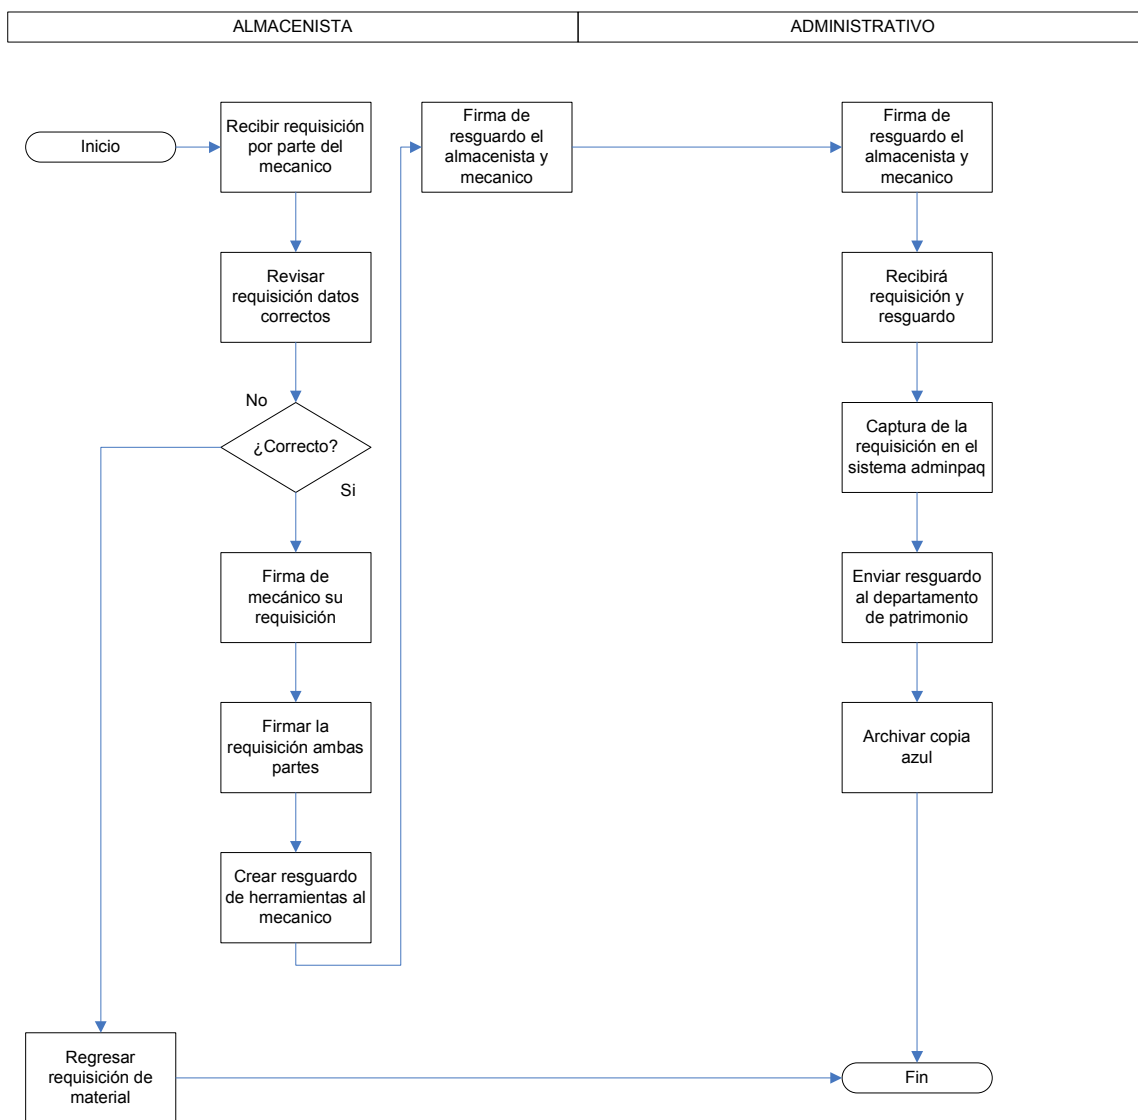 ALMACENISTA
ADMINISTRATIVO
Inicio
Recibir requisición
por parte del
mecanico
Revisar
requisición datos
correctos
No
¿Correcto?
Si
Firma de
mecánico su
requisición
Firmar la
requisición ambas
partes
Crear resguardo
de herramientas al
mecanico
Regresar
requisición de
material
Firma de
resguardo el
almacenista y
mecanico
Firma de
resguardo el
almacenista y
mecanico
Recibirá
requisición y
resguardo
Captura de la
requisición en el
sistema adminpaq
Enviar resguardo
al departamento
de patrimonio
Archivar copia
azul
Fin